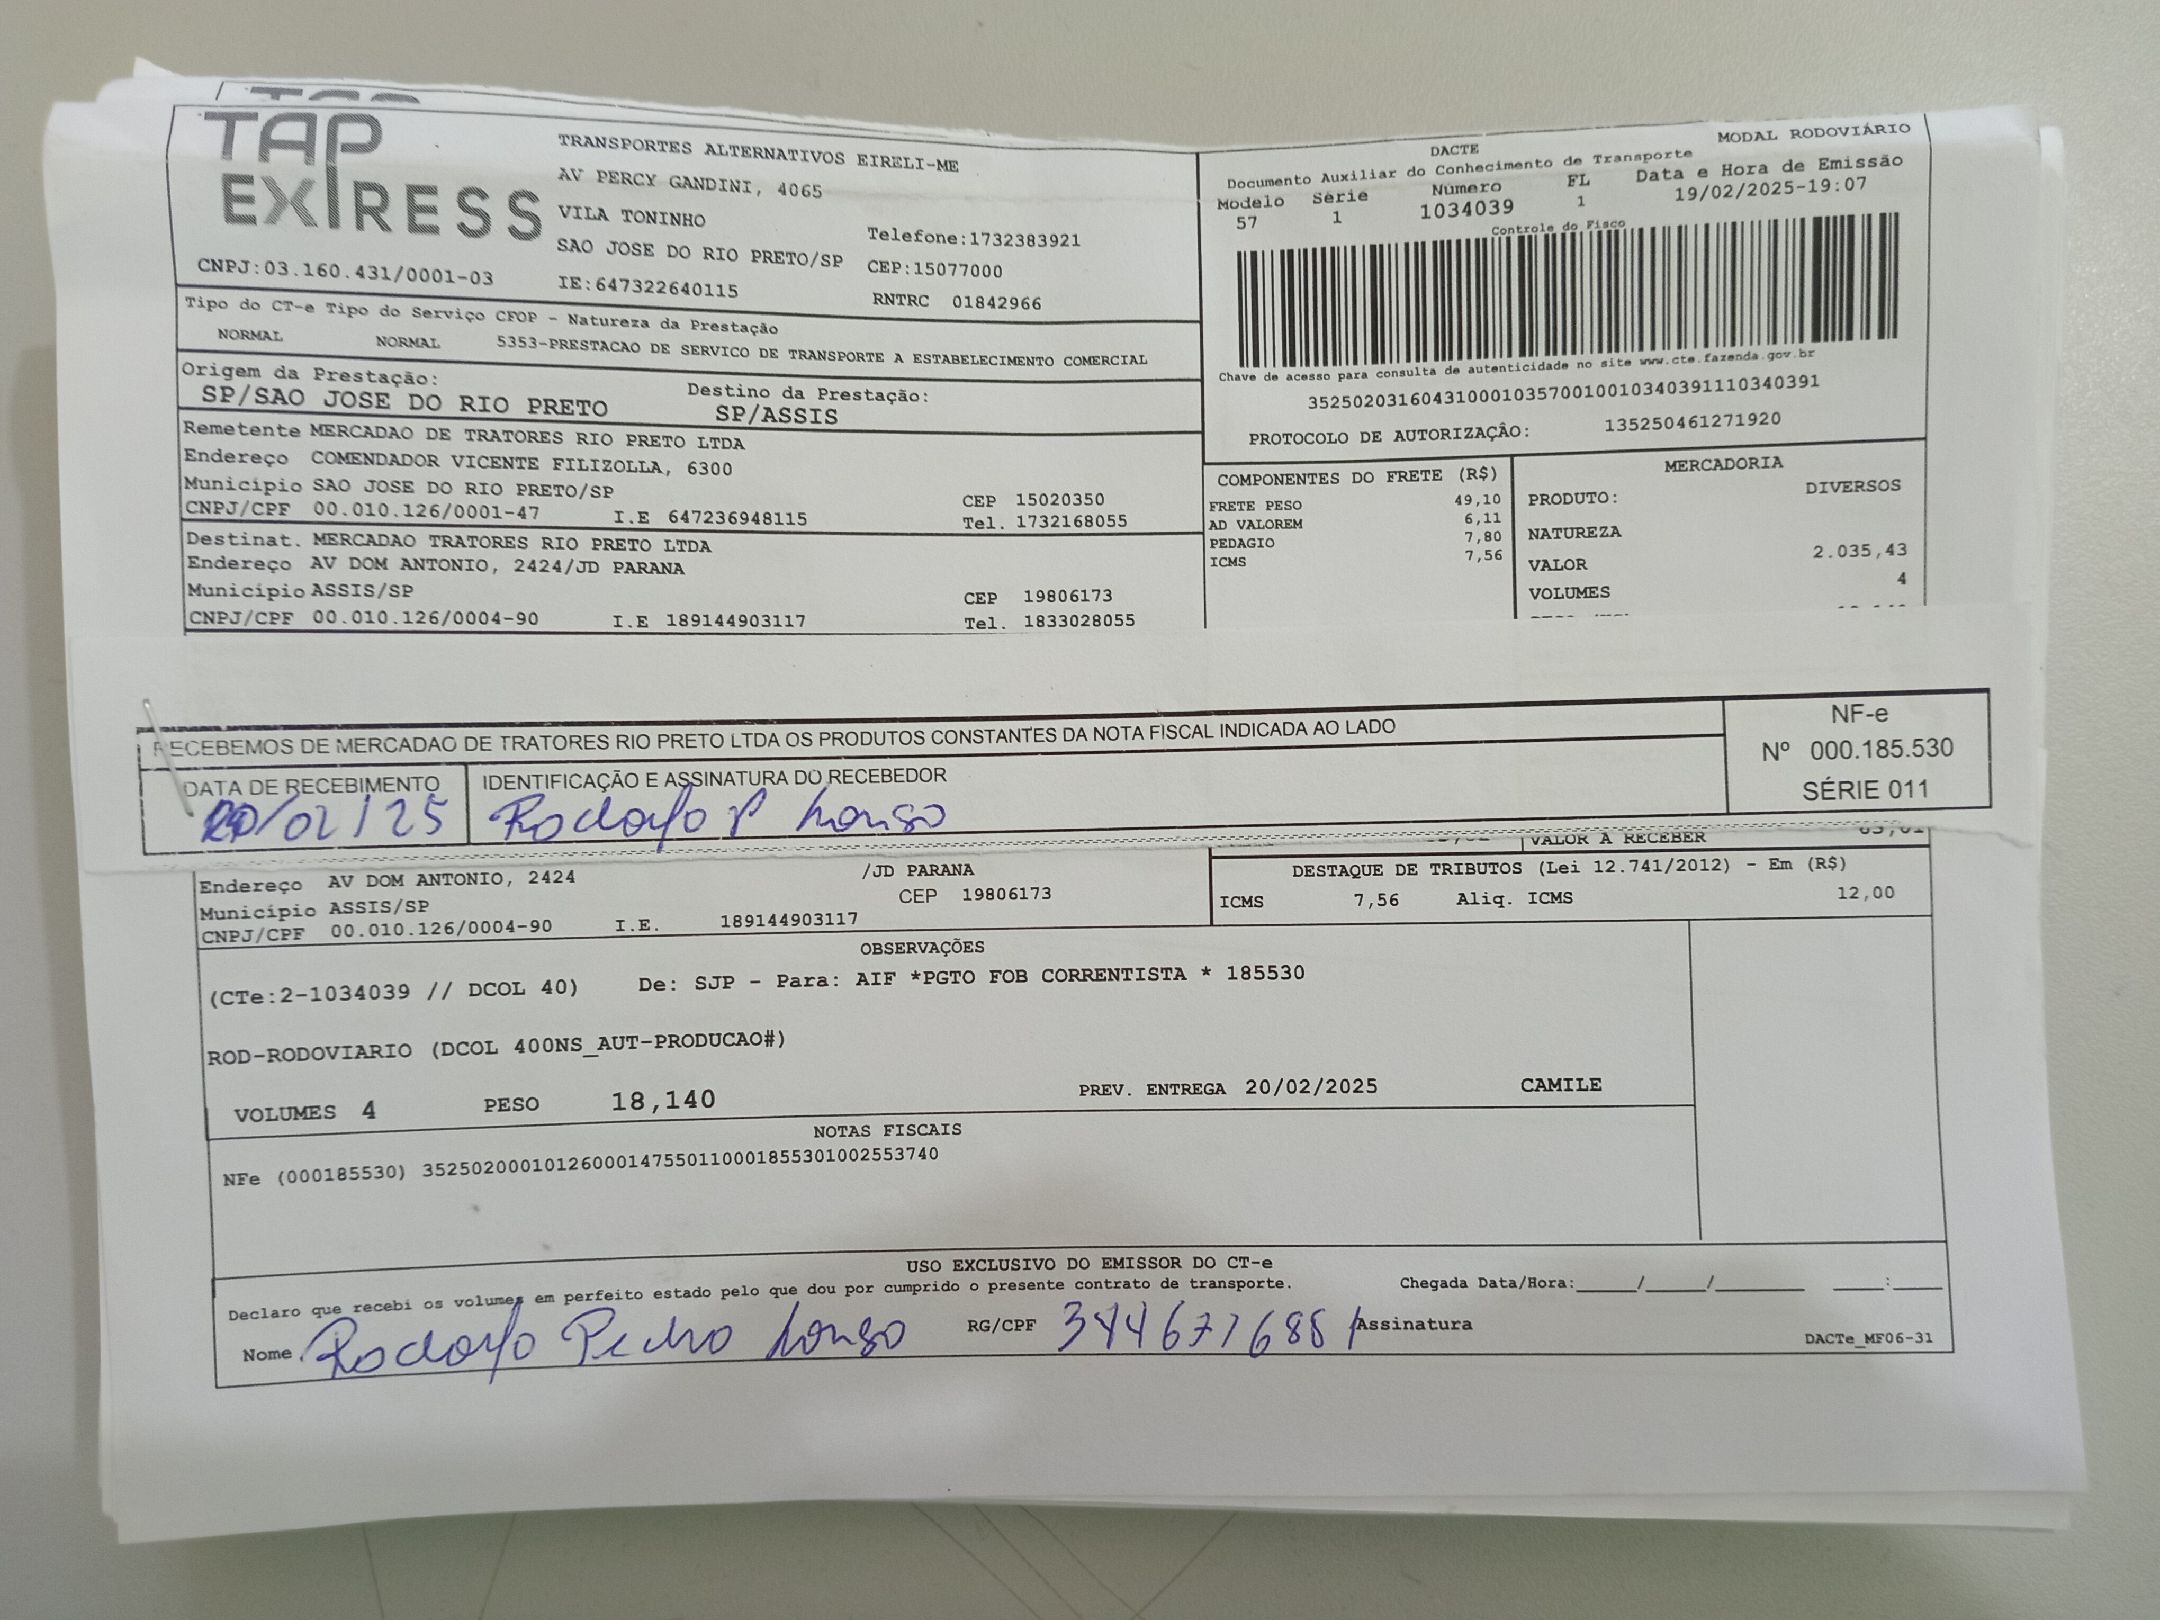 TAP
EXPRESS
TRANSPORTES ALTERNATIVOS EIRELI-ME
AV PERCY GANDINI, 4065
VILA TONINHO
SAO JOSE DO RIO PRETO/SP
Telefone:1732383921
CEP:15077000
CNPJ:03.160.431/0001-03
IE:647322640115
RNTRC 01842966
DACTE
MODAL RODOVIÁRIO
Documento Auxiliar do Conhecimento de Transporte
Modelo Série Número FL Data e Hora de Emissão
57 1 1034039 1 19/02/2025-19:07
Controle do Fisco
Chave de acesso para consulta de autenticidade no site www.cte.fazenda.gov.br
35250203160431000103570010010340391110340391
PROTOCOLO DE AUTORIZAÇÂO: 135250461271920
Tipo do CT-e Tipo do Serviço CFOP - Natureza da Prestação
NORMAL NORMAL 5353-PRESTACAO DE SERVICO DE TRANSPORTE A ESTABELECIMENTO COMERCIAL
Origem da Prestação: Destino da Prestação:
SP/SAO JOSE DO RIO PRETO SP/ASSIS
Remetente MERCADAO DE TRATORES RIO PRETO LTDA
Endereço COMENDADOR VICENTE FILIZOLLA, 6300
Município SAO JOSE DO RIO PRETO/SP CEP 15020350
CNPJ/CPF 00.010.126/0001-47 I.E 647236948115 Tel. 1732168055
Destinat. MERCADAO TRATORES RIO PRETO LTDA
Endereço AV DOM ANTONIO, 2424/JD PARANA
Município ASSIS/SP CEP 19806173
CNPJ/CPF 00.010.126/0004-90 I.E 189144903117 Tel. 1833028055
COMPONENTES DO FRETE (R$)
FRETE PESO 49,10
AD VALOREM 6,11
PEDAGIO 7,80
ICMS 7,56
MERCADORIA
PRODUTO: DIVERSOS
NATUREZA
VALOR 2.035,43
VOLUMES 4
RECEBEMOS DE MERCADAO DE TRATORES RIO PRETO LTDA OS PRODUTOS CONSTANTES DA NOTA FISCAL INDICADA AO LADO
DATA DE RECEBIMENTO
20/02/25
IDENTIFICAÇÃO E ASSINATURA DO RECEBEDOR
Rodolfo P Lonso
NF-e
Nº 000.185.530
SÉRIE 011
VALOR A RECEBER
Endereço AV DOM ANTONIO, 2424 /JD PARANA
Município ASSIS/SP CEP 19806173
CNPJ/CPF 00.010.126/0004-90 I.E. 189144903117
DESTAQUE DE TRIBUTOS (Lei 12.741/2012) - Em (R$)
ICMS 7,56 Aliq. ICMS 12,00
OBSERVAÇÕES
(CTe:2-1034039 // DCOL 40) De: SJP - Para: AIF *PGTO FOB CORRENTISTA * 185530
ROD-RODOVIARIO (DCOL 400NS_AUT-PRODUCAO#)
VOLUMES 4 PESO 18,140 PREV. ENTREGA 20/02/2025 CAMILE
NOTAS FISCAIS
NFe (000185530) 35250200010126000147550110001855301002553740
USO EXCLUSIVO DO EMISSOR DO CT-e
Declaro que recebi os volumes em perfeito estado pelo que dou por cumprido o presente contrato de transporte. Chegada Data/Hora:____/____/______ ___:___
Nome Rodolfo Pedro Lonso RG/CPF 344677688 Assinatura
DACTe_MF06-31